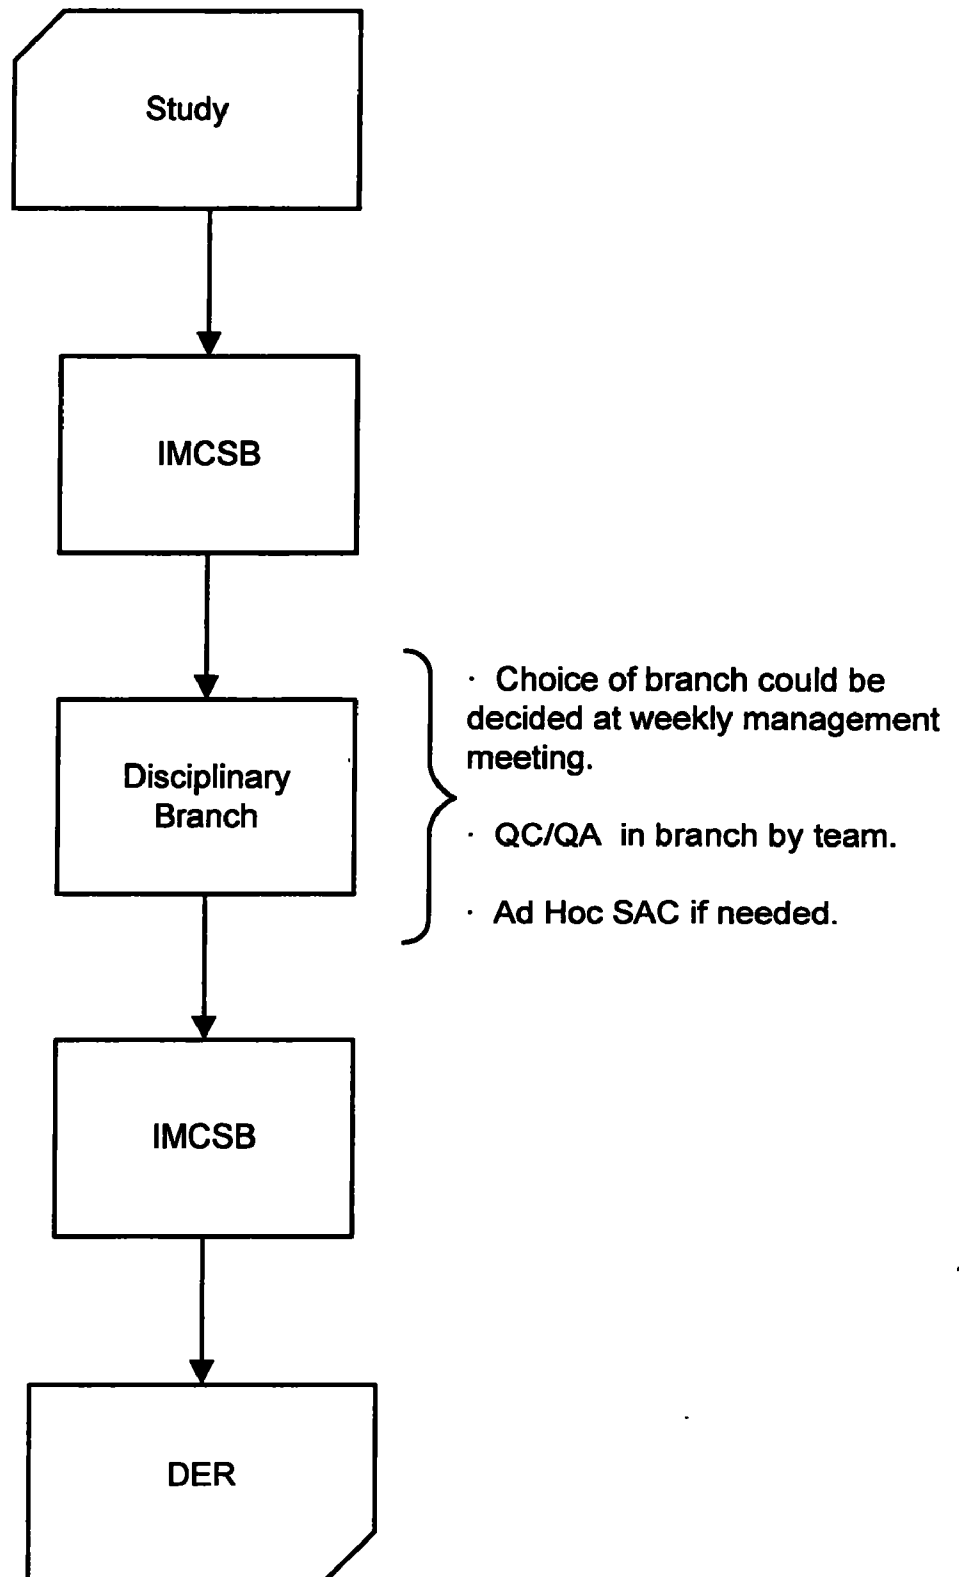 Study
IMCSB
Disciplinary
Branch
· Choice of branch could be
decided at weekly management
meeting.
· QC/QA in branch by team.
· Ad Hoc SAC if needed.
IMCSB
DER